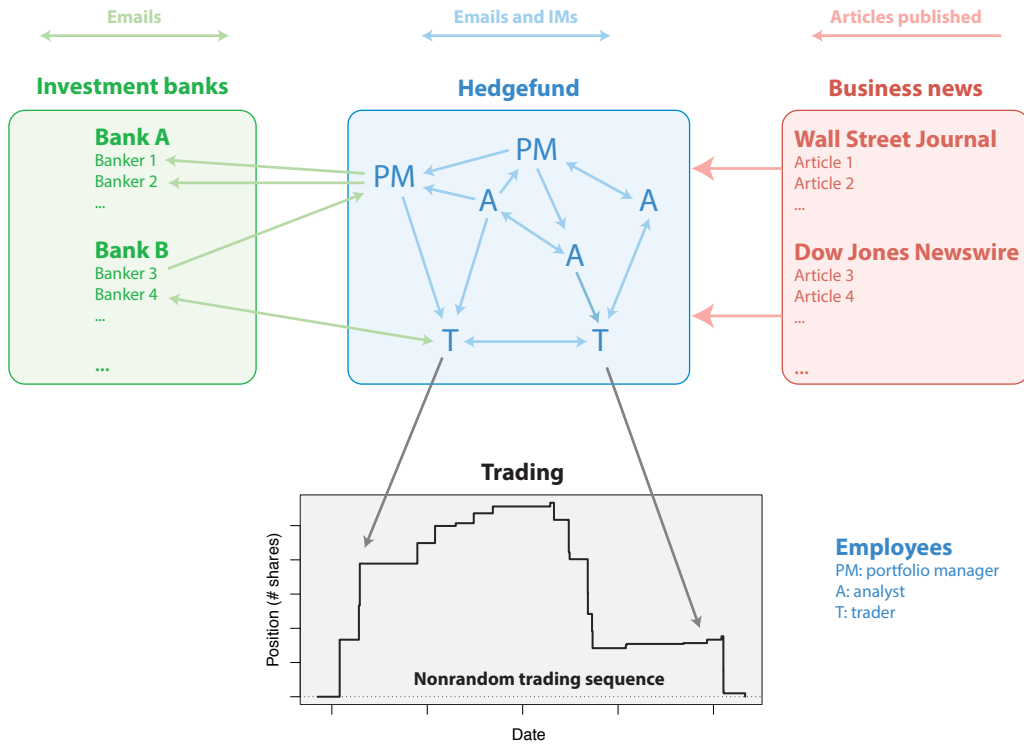 Emails
Emails and IMs
Articles published
Investment banks
Hedgefund
Business news
Bank A
Banker 1
Banker 2
...
Bank B
Banker 3
Banker 4
...
...
PM
PM
A
A
A
T
T
Wall Street Journal
Article 1
Article 2
...
Dow Jones Newswire
Article 3
Article 4
...
...
Trading
Position (# shares)
Nonrandom trading sequence
Date
Employees
PM: portfolio manager
A: analyst
T: trader